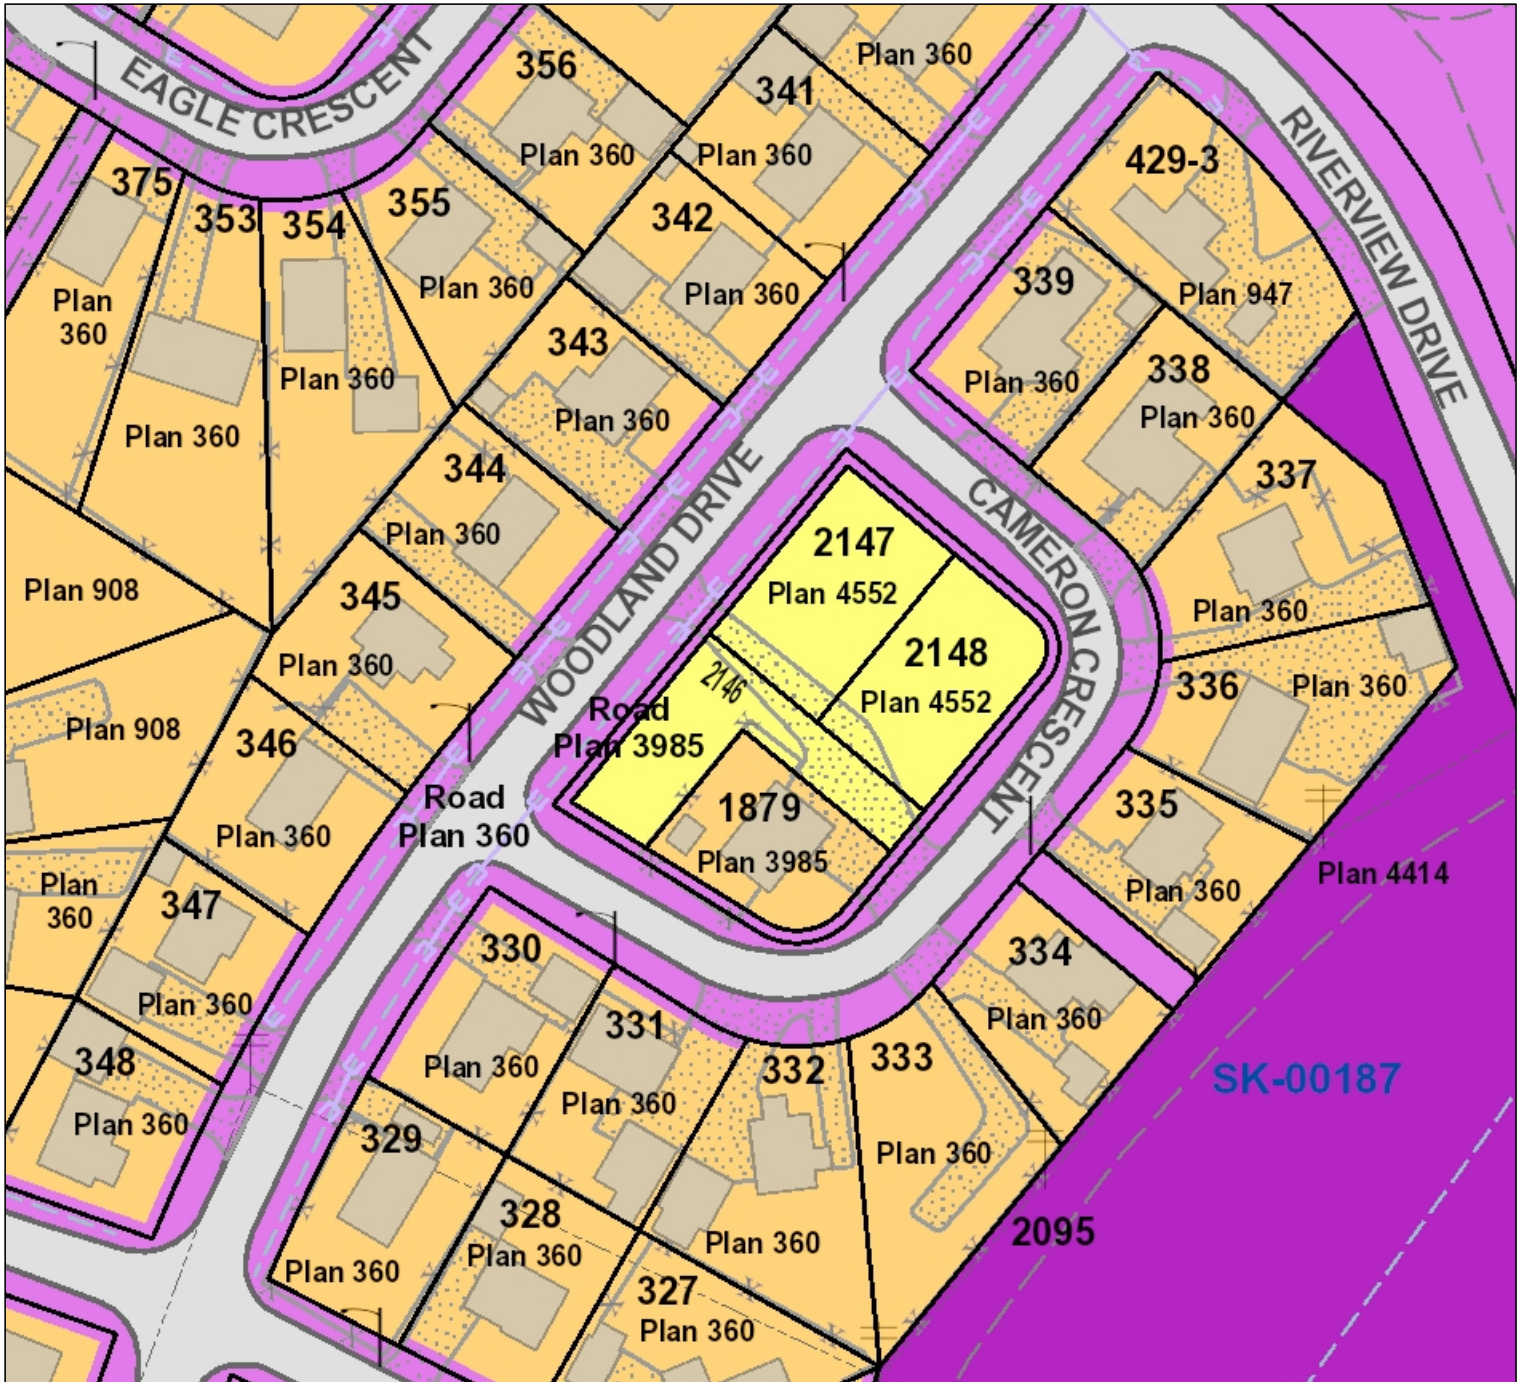 EAGLE CRESCENT
356
Plan 360
Plan 360
341
Plan 360
RIVERVIEW DRIVE
429-3
Plan 947
375
Plan
360
353
Plan 360
354
Plan 360
355
Plan 360
342
Plan 360
339
Plan 360
338
Plan 360
343
Plan 360
344
Plan 360
337
Plan 360
WOODLAND DRIVE
CAMERON CRESCENT
2147
Plan 4552
2148
Plan 4552
Plan 908
345
Plan 360
2146
Road
Plan 3985
336
Plan 360
Plan 908
346
Plan 360
Road
Plan 360
1879
Plan 3985
335
Plan 360
Plan 4414
Plan
360
347
Plan 360
330
Plan 360
331
Plan 360
334
Plan 360
348
Plan 360
332
Plan 360
333
Plan 360
SK-00187
329
Plan 360
328
Plan 360
2095
327
Plan 360